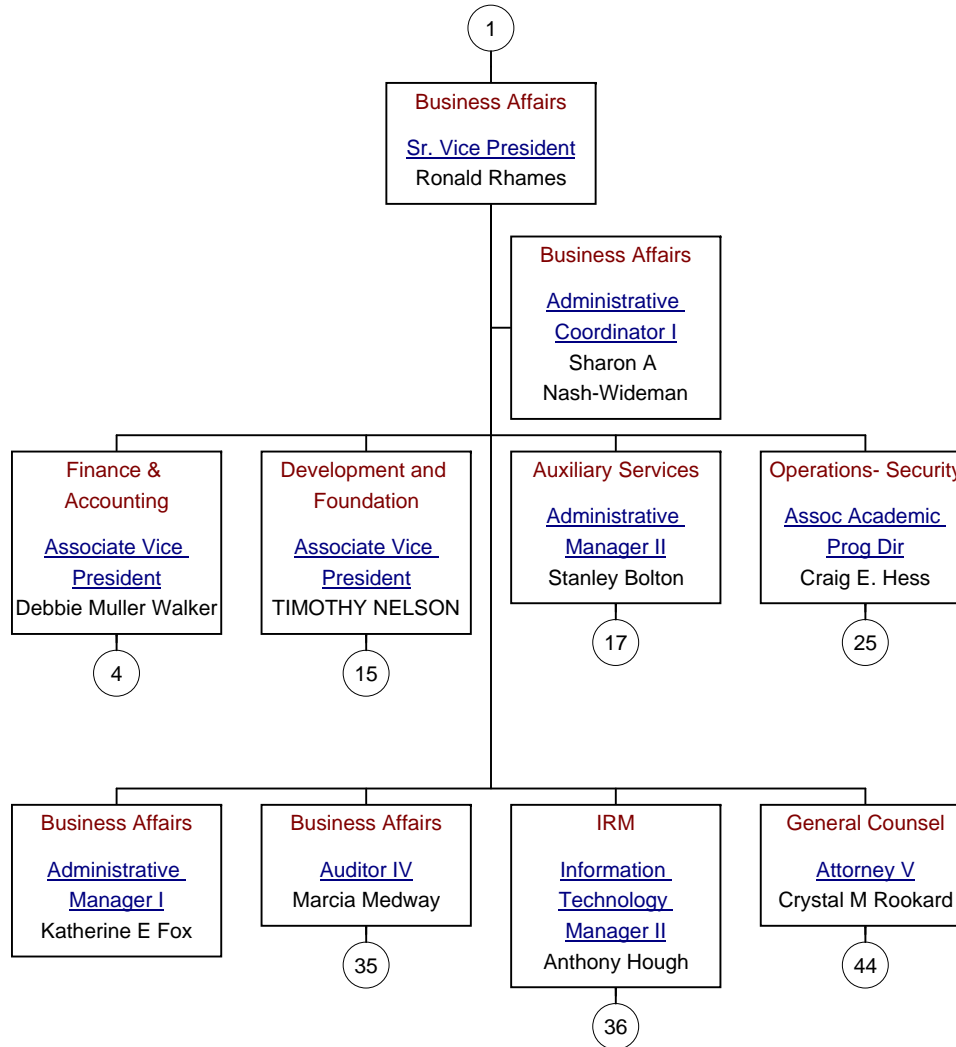 1
Business Affairs
Sr. Vice President
Ronald Rhames
Business Affairs
Administrative
Coordinator I
Sharon A
Nash-Wideman
Finance &
Accounting
Associate Vice
President
Debbie Muller Walker
4
Development and
Foundation
Associate Vice
President
TIMOTHY NELSON
15
Auxiliary Services
Administrative
Manager II
Stanley Bolton
17
Operations- Security
Assoc Academic
Prog Dir
Craig E. Hess
25
Business Affairs
Administrative
Manager I
Katherine E Fox
Business Affairs
Auditor IV
Marcia Medway
35
IRM
Information
Technology
Manager II
Anthony Hough
36
General Counsel
Attorney V
Crystal M Rookard
44